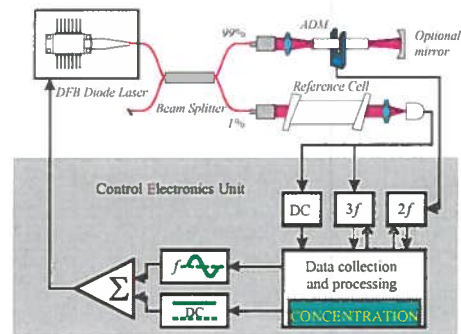 99%
ADM
Optional
mirror
DFB Diode Laser
Beam Splitter
Reference Cell
1%
Control Electronics Unit
DC
3f
2f
f
Data collection
and processing
Σ
DC
CONCENTRATION